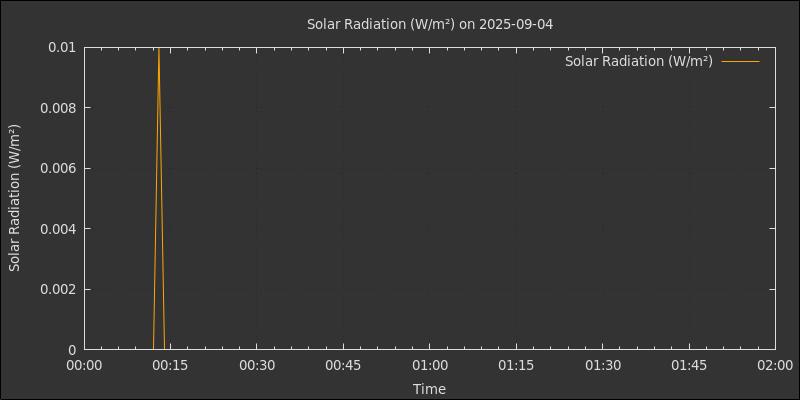 Solar Radiation (W/m²) on 2025-09-04
Solar Radiation (W/m²)
Solar Radiation (W/m²)
0.01
0.008
0.006
0.004
0.002
0
00:00 00:15 00:30 00:45 01:00 01:15 01:30 01:45 02:00
Time